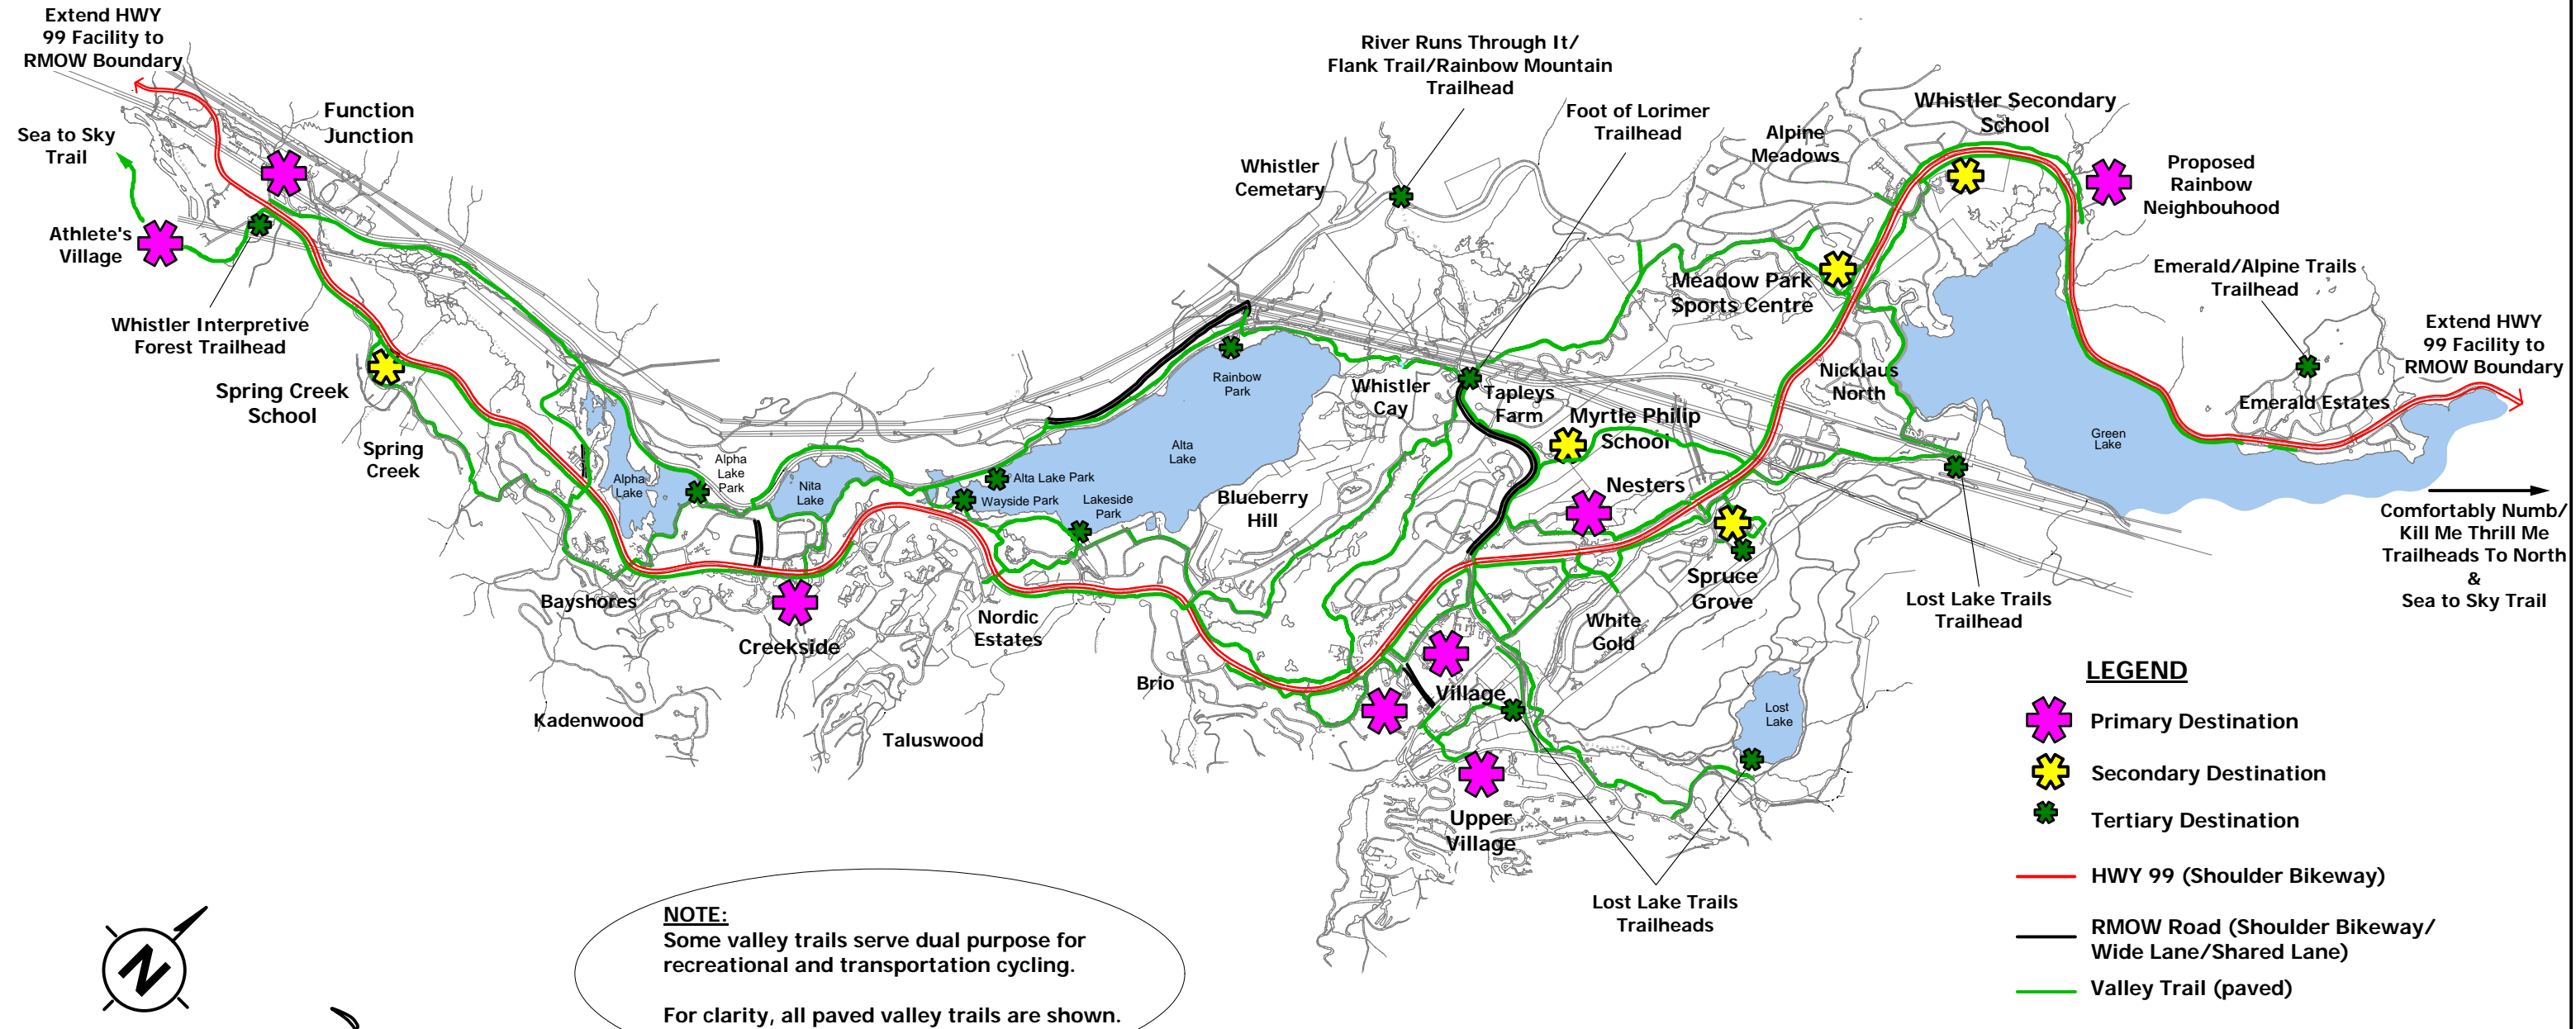 Extend HWY
99 Facility to
RMOW Boundary
Function
Junction
Sea to Sky
Trail
Athlete's
Village
Whistler Interpretive
Forest Trailhead
Spring Creek
School
Spring
Creek
Alpha
Lake
Alpha
Lake
Park
Nita
Lake
Bayshores
Creekside
Kadenwood
Taluswood
Nordic
Estates
Brio
Alta Lake Park
Wayside Park
Lakeside
Park
Alta
Lake
Rainbow
Park
Blueberry
Hill
Whistler
Cemetary
River Runs Through It/
Flank Trail/Rainbow Mountain
Trailhead
Foot of Lorimer
Trailhead
Whistler
Cay
Tapleys
Farm
Myrtle Philip
School
Nesters
Alpine
Meadows
Whistler Secondary
School
Meadow Park
Sports Centre
Nicklaus
North
Proposed
Rainbow
Neighbouhood
Emerald/Alpine Trails
Trailhead
Emerald Estates
Extend HWY
99 Facility to
RMOW Boundary
Green
Lake
Comfortably Numb/
Kill Me Thrill Me
Trailheads To North
&
Sea to Sky Trail
Spruce
Grove
White
Gold
Lost Lake Trails
Trailhead
Village
Upper
Village
Lost
Lake
Lost Lake Trails
Trailheads
LEGEND
Primary Destination
Secondary Destination
Tertiary Destination
HWY 99 (Shoulder Bikeway)
RMOW Road (Shoulder Bikeway/
Wide Lane/Shared Lane)
Valley Trail (paved)
N
NOTE:
Some valley trails serve dual purpose for
recreational and transportation cycling.
For clarity, all paved valley trails are shown.